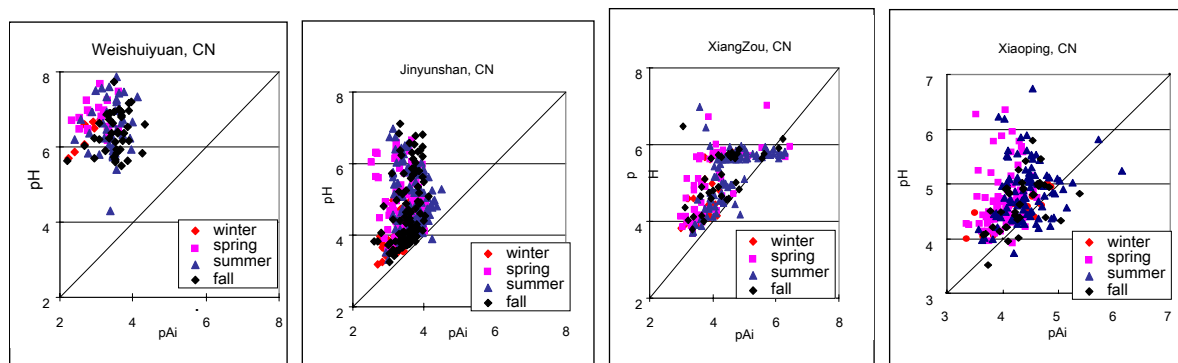 Weishuiyuan, CN
8
6
4
2
pH
winter
spring
summer
fall
2 4 6 8
pAi
Jinyunshan, CN
8
6
4
2
pH
winter
spring
summer
fall
2 4 6 8
pAi
XiangZou, CN
8
6
4
2
p H
winter
spring
summer
fall
2 4 6 8
pAi
Xiaoping, CN
7
6
5
4
3
pH
winter
spring
summer
fall
3 4 5 6 7
pAi